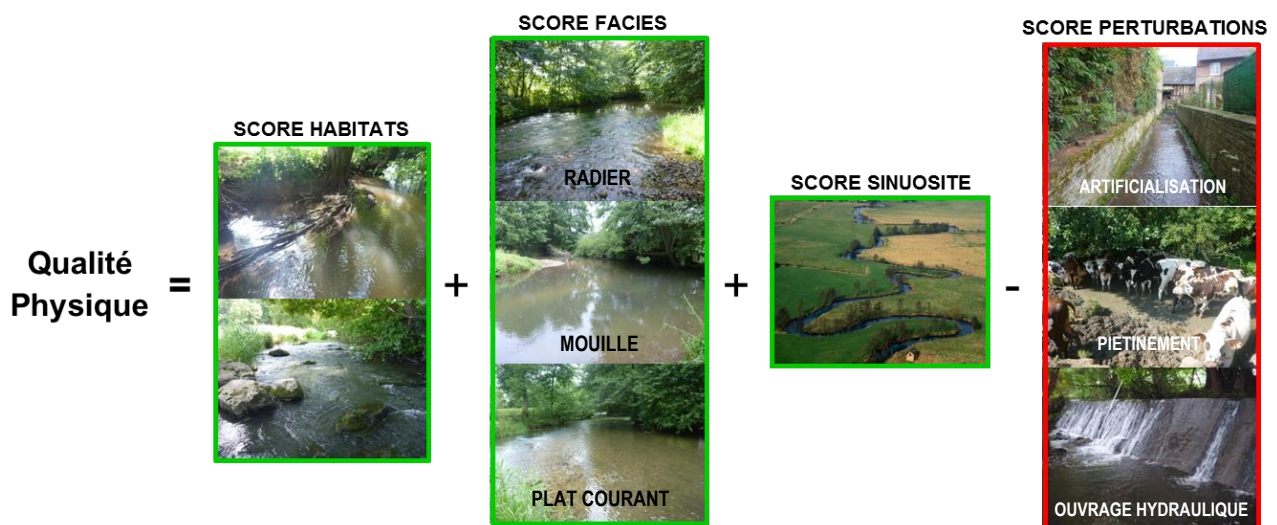 Qualité
Physique
=
SCORE HABITATS
+
SCORE FACIES
RADIER
MOUILLE
PLAT COURANT
+
SCORE SINUOSITE
-
SCORE PERTURBATIONS
ARTIFICIALISATION
PIETINEMENT
OUVRAGE HYDRAULIQUE